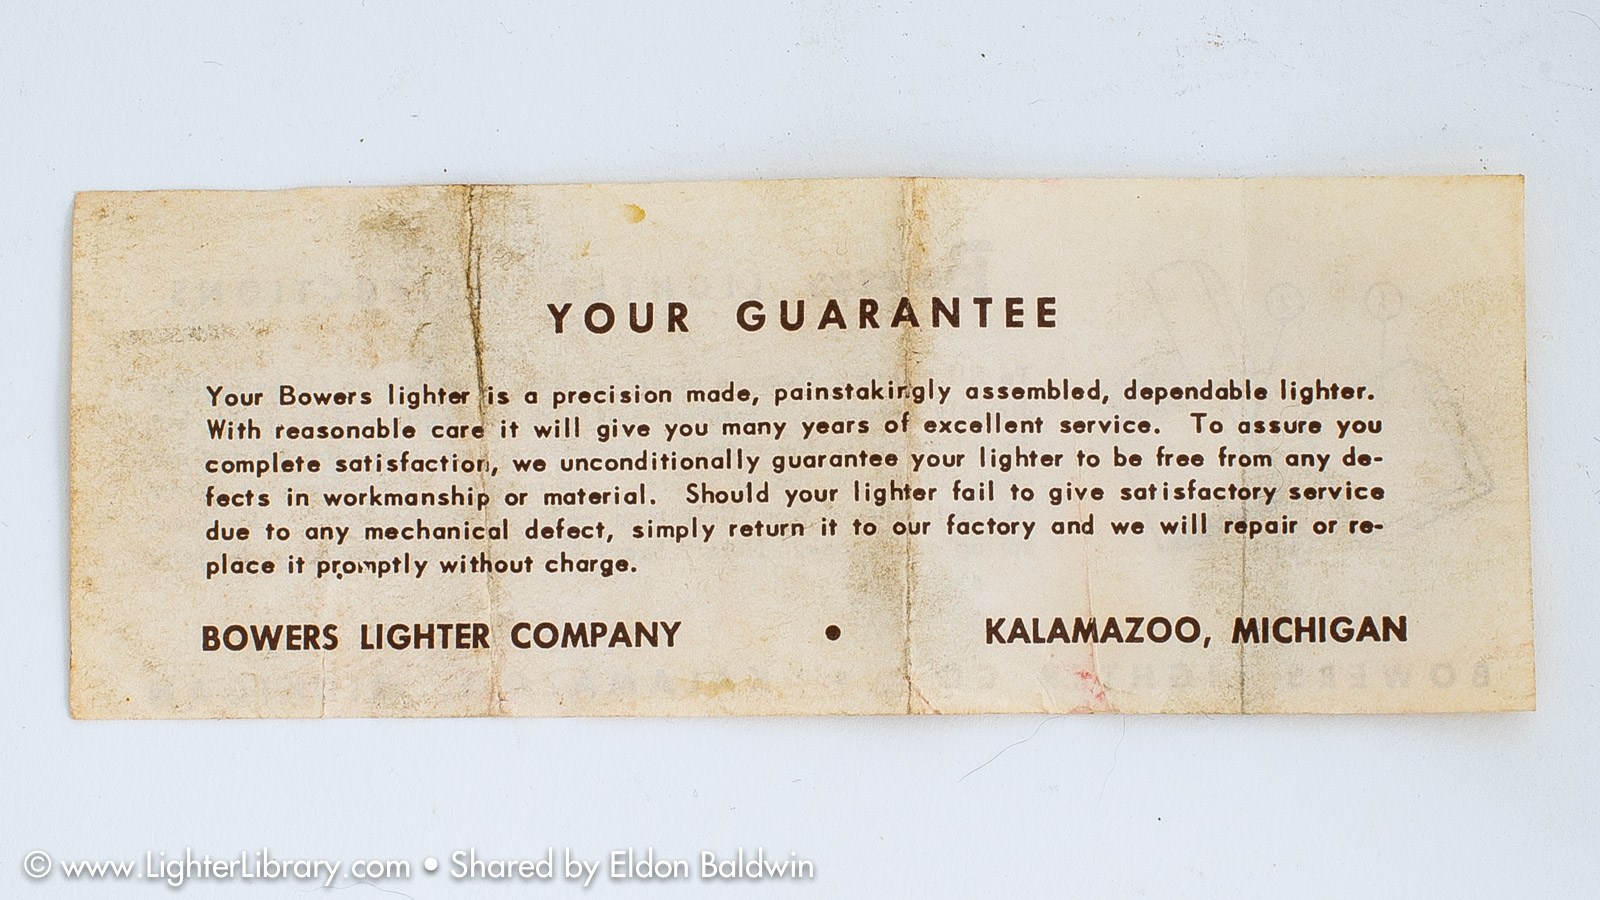 YOUR GUARANTEE
Your Bowers lighter is a precision made, painstakingly assembled, dependable lighter.
With reasonable care it will give you many years of excellent service. To assure you
complete satisfaction, we unconditionally guarantee your lighter to be free from any de-
fects in workmanship or material. Should your lighter fail to give satisfactory service
due to any mechanical defect, simply return it to our factory and we will repair or re-
place it promptly without charge.
BOWERS LIGHTER COMPANY • KALAMAZOO, MICHIGAN
© www.LighterLibrary.com • Shared by Eldon Baldwin